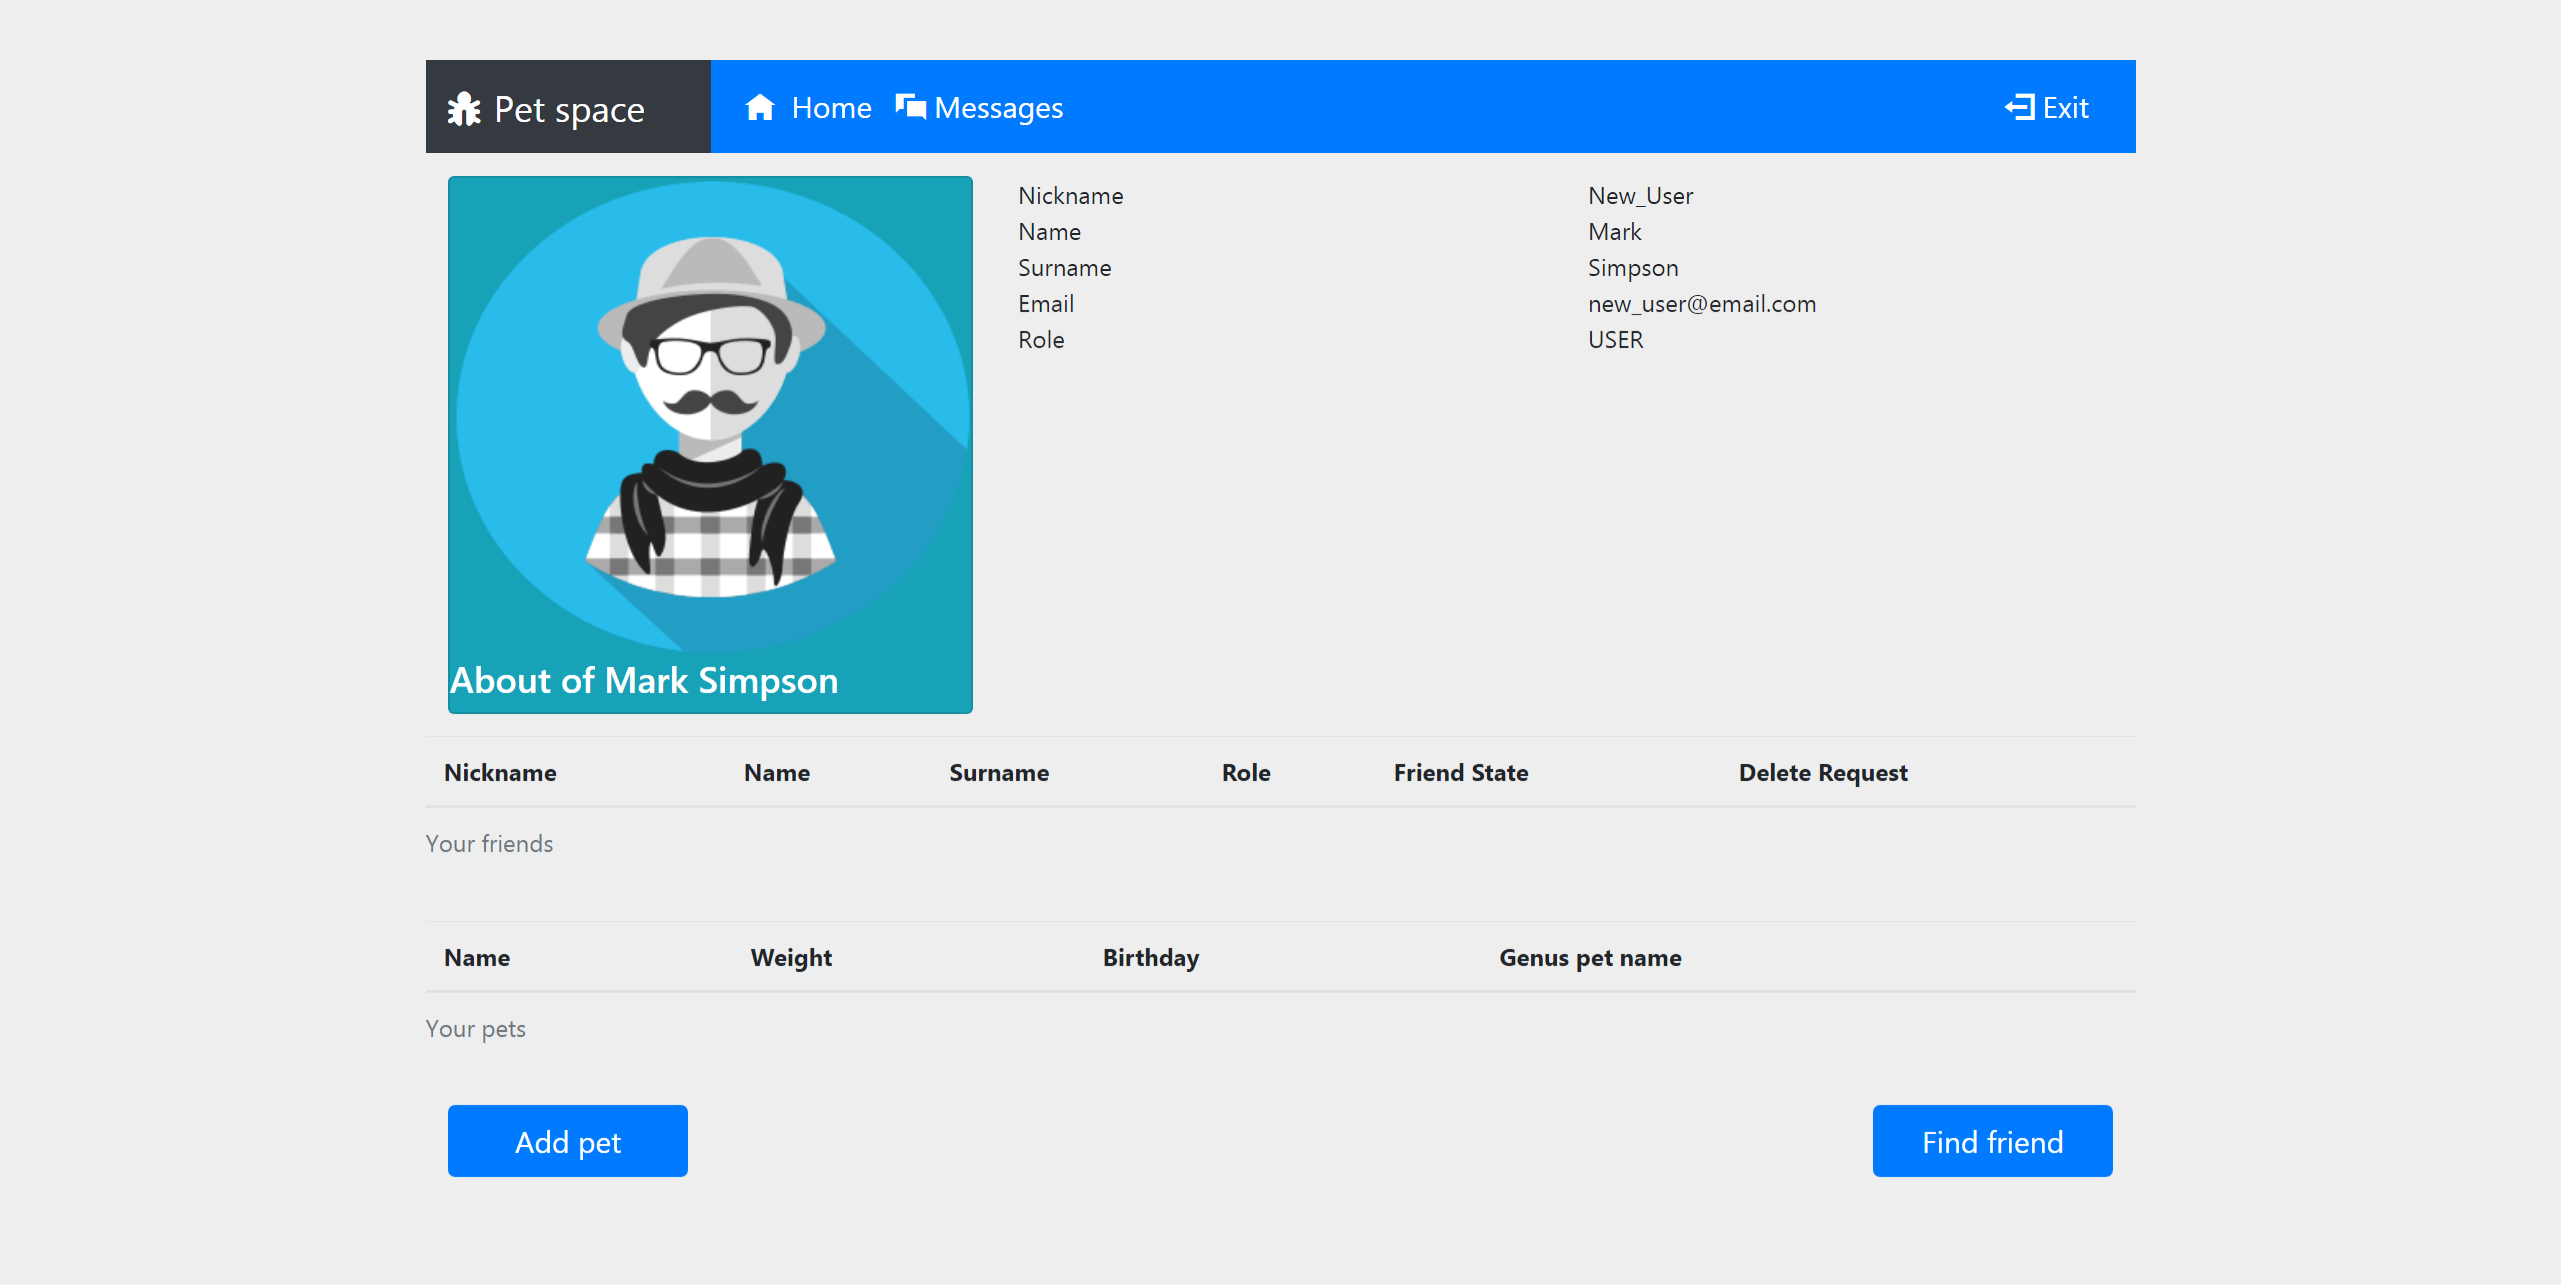 Pet space Home Messages Exit
Nickname New_User
Name Mark
Surname Simpson
Email new_user@email.com
Role USER
About of Mark Simpson
Nickname Name Surname Role Friend State Delete Request
Your friends
Name Weight Birthday Genus pet name
Your pets
Add pet Find friend